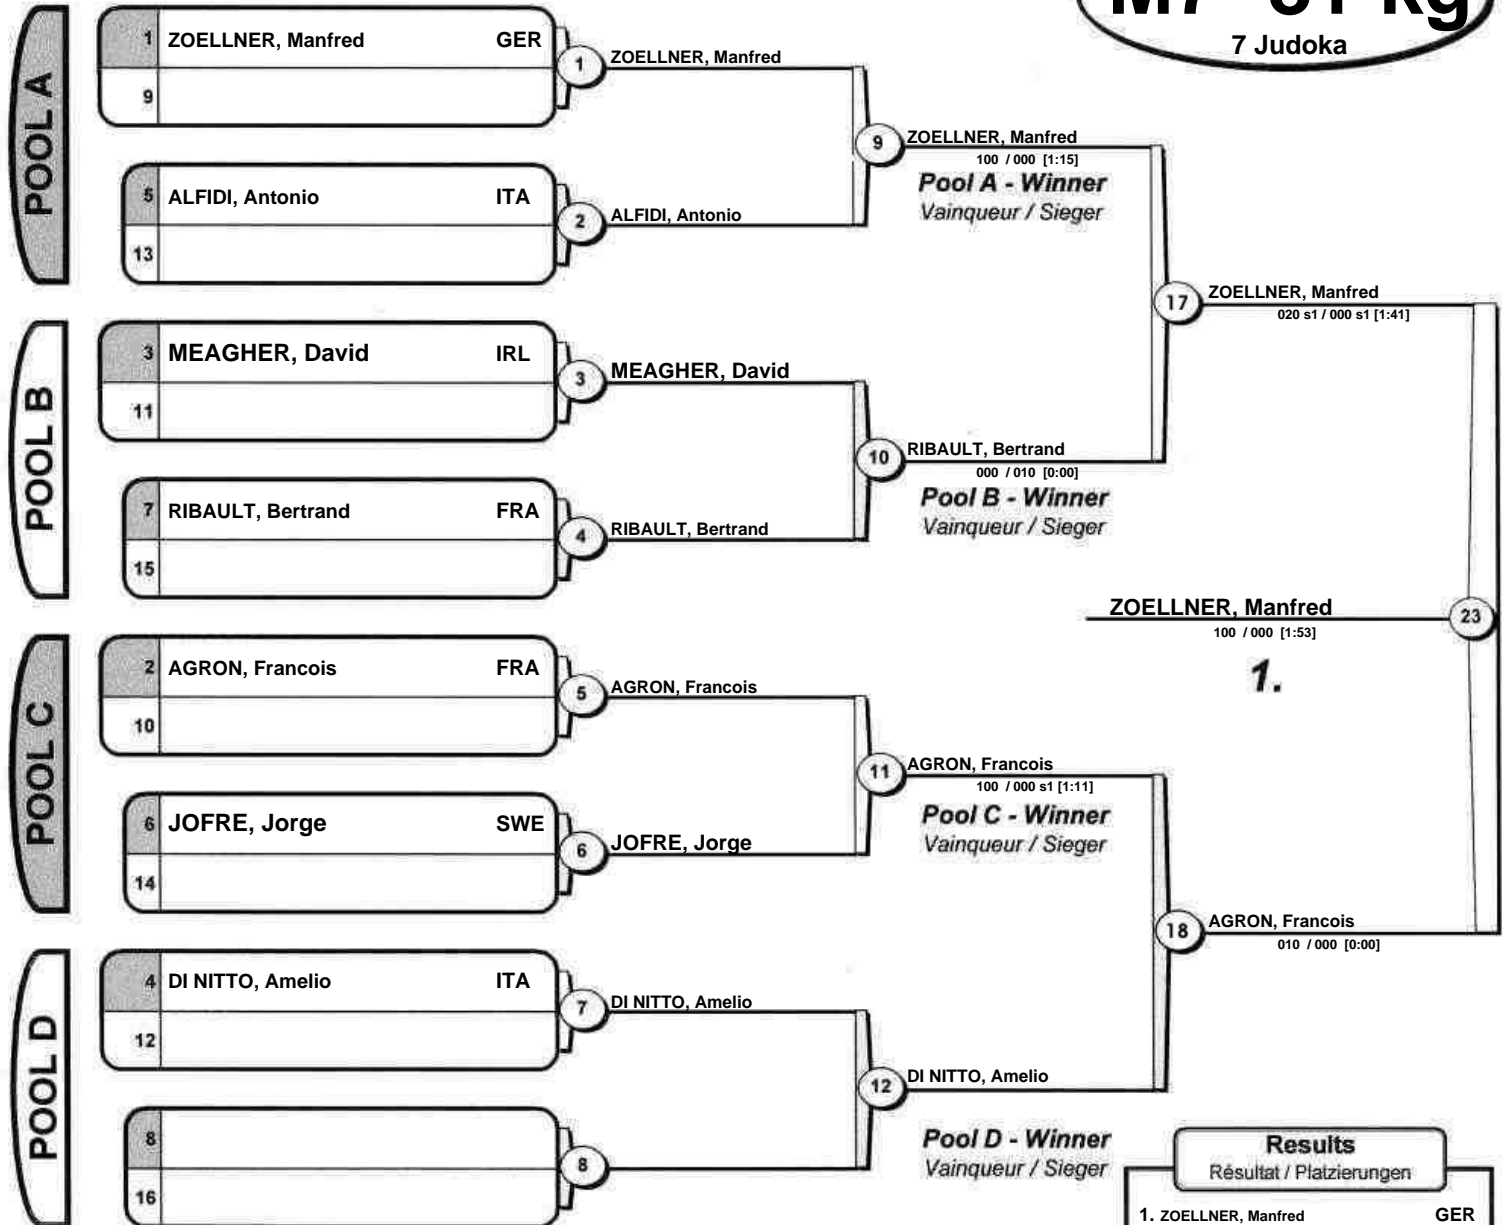 M7 -81 kg
7 Judoka
POOL A
1 ZOELLNER, Manfred GER
9
1 ZOELLNER, Manfred
5 ALFIDI, Antonio ITA
13
2 ALFIDI, Antonio
9 ZOELLNER, Manfred
100 / 000 [1:15]
Pool A - Winner
Vainqueur / Sieger
POOL B
3 MEAGHER, David IRL
11
3 MEAGHER, David
7 RIBAULT, Bertrand FRA
15
4 RIBAULT, Bertrand
10 RIBAULT, Bertrand
000 / 010 [0:00]
Pool B - Winner
Vainqueur / Sieger
17 ZOELLNER, Manfred
020 s1 / 000 s1 [1:41]
ZOELLNER, Manfred 23
100 / 000 [1:53]
1.
POOL C
2 AGRON, Francois FRA
10
5 AGRON, Francois
6 JOFRE, Jorge SWE
14
6 JOFRE, Jorge
11 AGRON, Francois
100 / 000 s1 [1:11]
Pool C - Winner
Vainqueur / Sieger
18 AGRON, Francois
010 / 000 [0:00]
POOL D
4 DI NITTO, Amelio ITA
12
7 DI NITTO, Amelio
8
16
8
12 DI NITTO, Amelio
Pool D - Winner
Vainqueur / Sieger
Results
Résultat / Platzierungen
1. ZOELLNER, Manfred GER